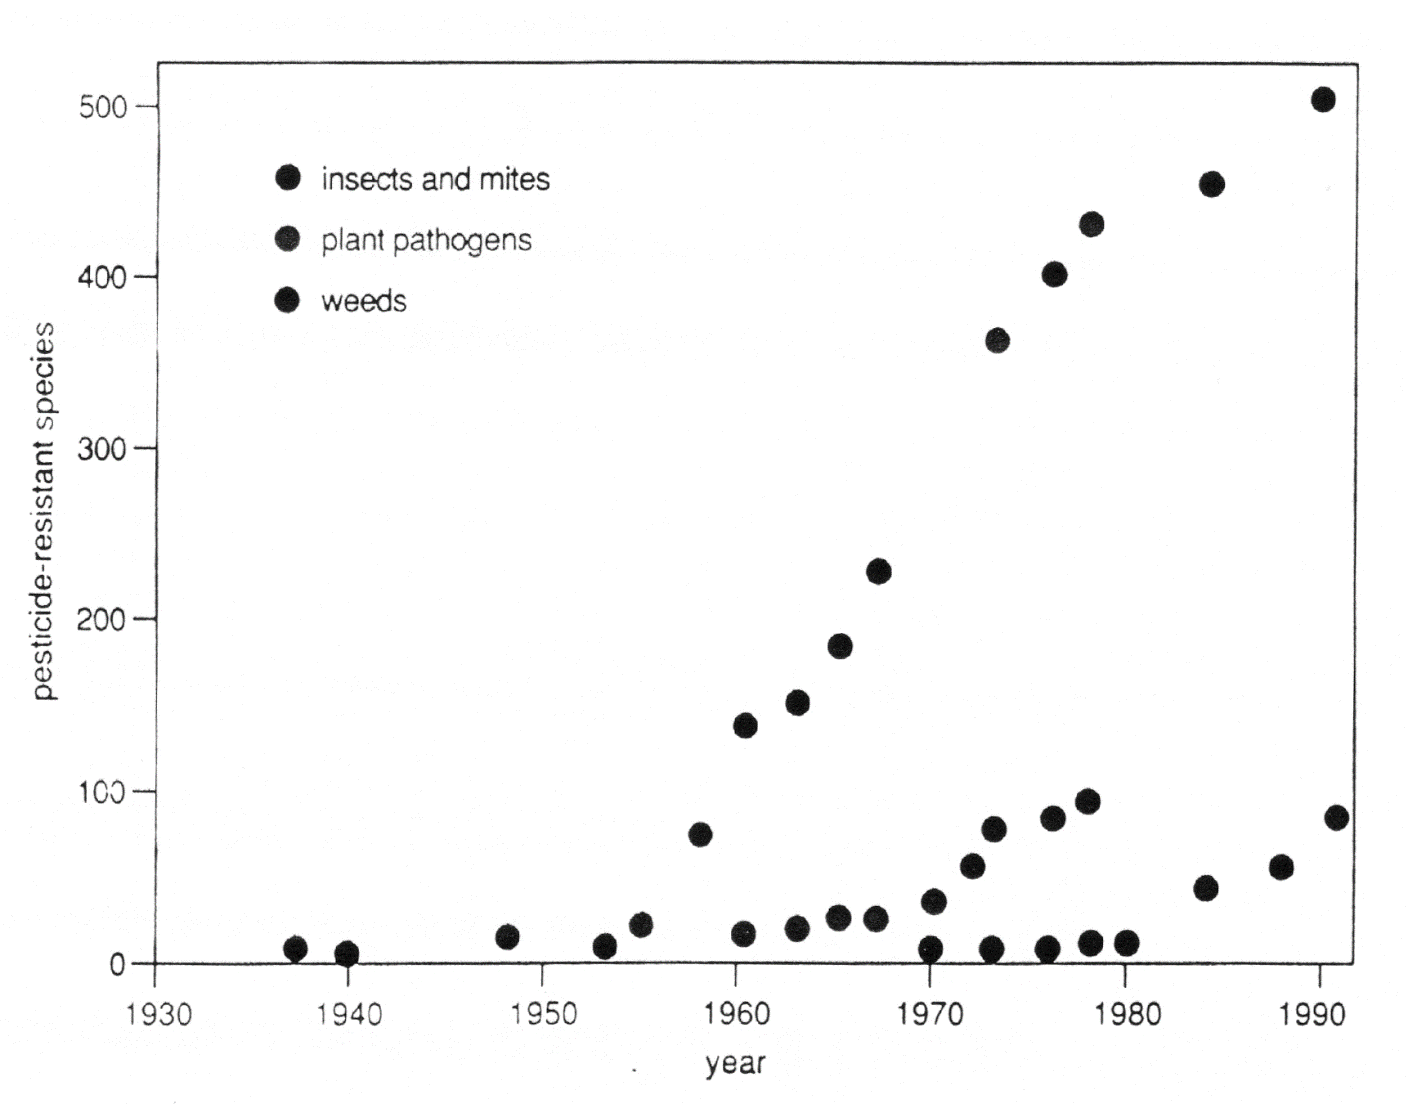 500
insects and mites
plant pathogens
400
weeds
pesticide-resistant species
300
200
100
0
1930 1940 1950 1960 1970 1980 1990
year